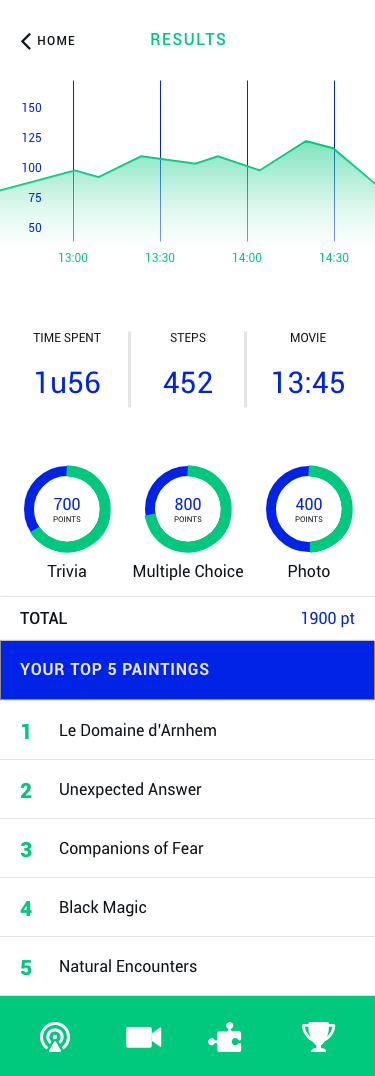 HOME
RESULTS
150
125
100
75
50
13:00 13:30 14:00 14:30
TIME SPENT STEPS MOVIE
1u56 452 13:45
700 800 400
POINTS POINTS POINTS
Trivia Multiple Choice Photo
TOTAL 1900 pt
YOUR TOP 5 PAINTINGS
1 Le Domaine d'Arnhem
2 Unexpected Answer
3 Companions of Fear
4 Black Magic
5 Natural Encounters